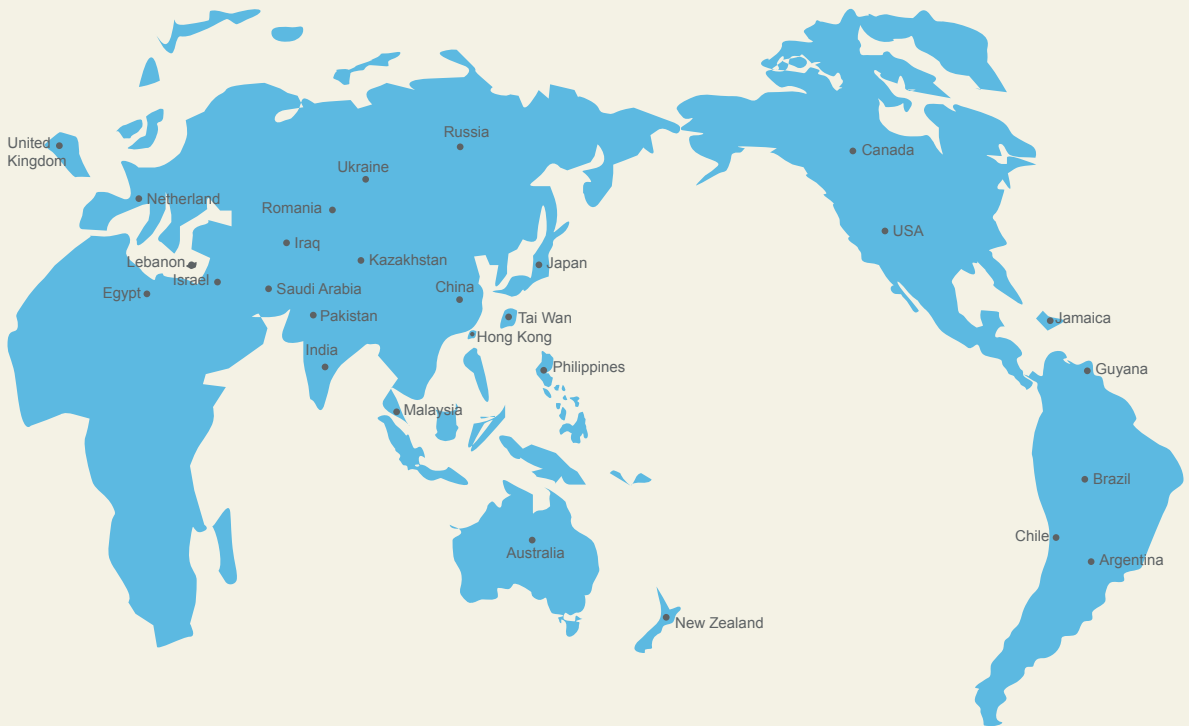 United
Kingdom
Russia
Canada
Ukraine
Netherland
Romania
USA
Iraq
Lebanon
Kazakhstan
Japan
Israel
Egypt
Saudi Arabia
China
Pakistan
Tai Wan
Jamaica
Hong Kong
India
Philippines
Guyana
Malaysia
Brazil
Chile
Australia
Argentina
New Zealand